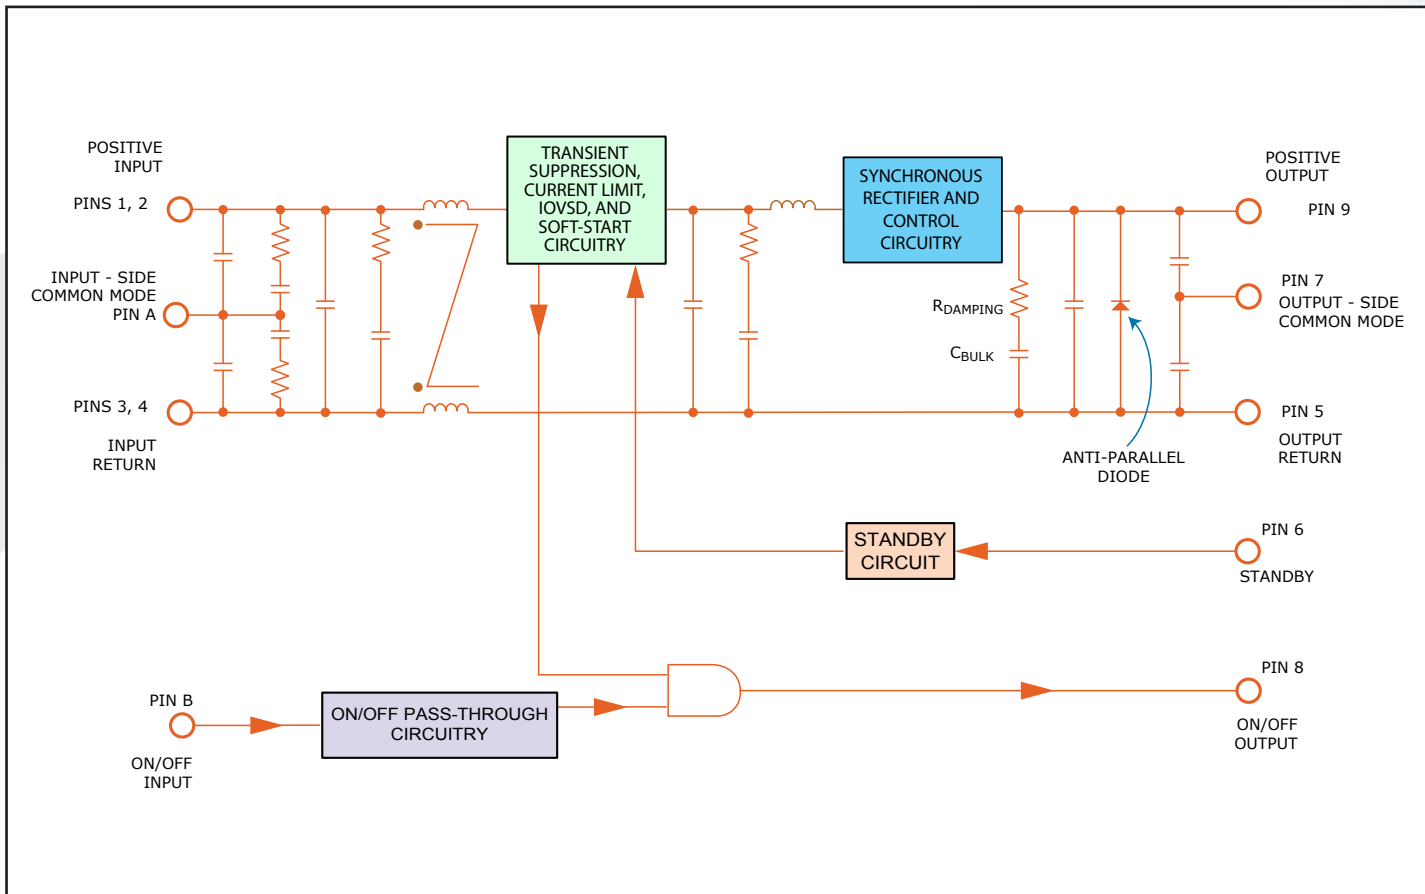 POSITIVE
INPUT
PINS 1, 2
INPUT - SIDE
COMMON MODE
PIN A
PINS 3, 4
INPUT
RETURN
TRANSIENT
SUPPRESSION,
CURRENT LIMIT,
IOVSD, AND
SOFT-START
CIRCUITRY
SYNCHRONOUS
RECTIFIER AND
CONTROL
CIRCUITRY
RDAMPING
CBULK
ANTI-PARALLEL
DIODE
POSITIVE
OUTPUT
PIN 9
PIN 7
OUTPUT - SIDE
COMMON MODE
PIN 5
OUTPUT
RETURN
STANDBY
CIRCUIT
PIN 6
STANDBY
PIN B
ON/OFF
INPUT
ON/OFF PASS-THROUGH
CIRCUITRY
PIN 8
ON/OFF
OUTPUT